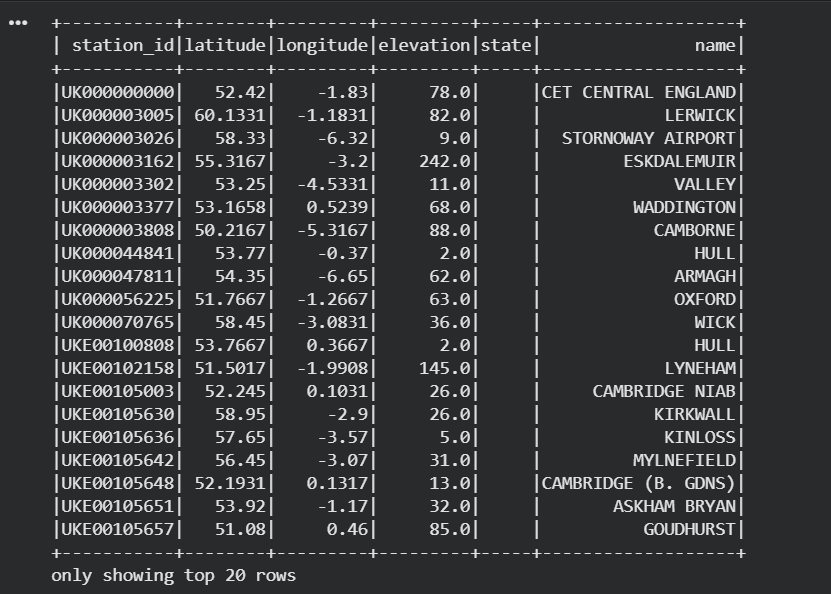 •••
+-----------+--------+---------+---------+-----+-------------------+
| station_id|latitude|longitude|elevation|state|               name|
+-----------+--------+---------+---------+-----+-------------------+
|UK000000000|   52.42|    -1.83|     78.0|     |CET CENTRAL ENGLAND|
|UK000003005| 60.1331|  -1.1831|     82.0|     |            LERWICK|
|UK000003026|   58.33|    -6.32|      9.0|     |  STORNOWAY AIRPORT|
|UK000003162| 55.3167|     -3.2|    242.0|     |        ESKDALEMUIR|
|UK000003302|   53.25|  -4.5331|     11.0|     |             VALLEY|
|UK000003377| 53.1658|   0.5239|     68.0|     |         WADDINGTON|
|UK000003808| 50.2167|  -5.3167|     88.0|     |           CAMBORNE|
|UK000044841|   53.77|    -0.37|      2.0|     |               HULL|
|UK000047811|   54.35|    -6.65|     62.0|     |             ARMAGH|
|UK000056225| 51.7667|  -1.2667|     63.0|     |             OXFORD|
|UK000070765|   58.45|  -3.0831|     36.0|     |               WICK|
|UKE00100808| 53.7667|   0.3667|      2.0|     |               HULL|
|UKE00102158| 51.5017|  -1.9908|    145.0|     |            LYNEHAM|
|UKE00105003|  52.245|   0.1031|     26.0|     |     CAMBRIDGE NIAB|
|UKE00105630|   58.95|     -2.9|     26.0|     |           KIRKWALL|
|UKE00105636|   57.65|    -3.57|      5.0|     |            KINLOSS|
|UKE00105642|   56.45|    -3.07|     31.0|     |         MYLNEFIELD|
|UKE00105648| 52.1931|   0.1317|     13.0|     |CAMBRIDGE (B. GDNS)|
|UKE00105651|   53.92|    -1.17|     32.0|     |       ASKHAM BRYAN|
|UKE00105657|   51.08|     0.46|     85.0|     |          GOUDHURST|
+-----------+--------+---------+---------+-----+-------------------+
only showing top 20 rows